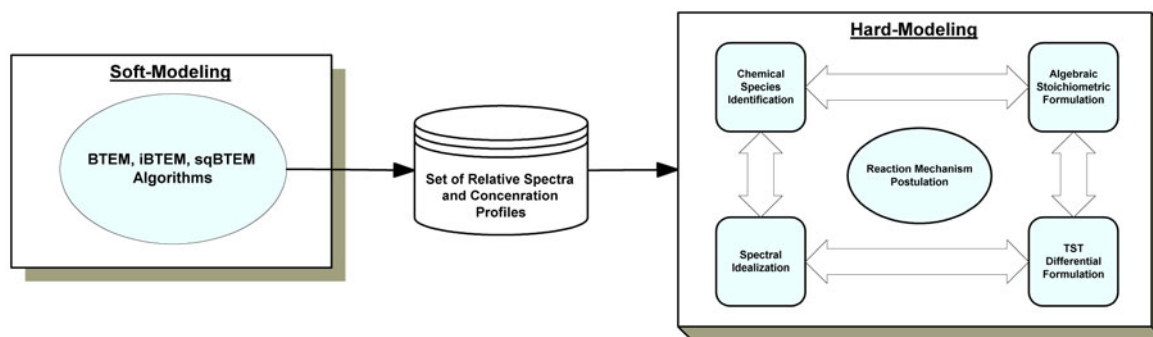 Soft-Modeling
BTEM, iBTEM, sqBTEM
Algorithms
Set of Relative Spectra
and Concenration
Profiles
Hard-Modeling
Chemical
Species
Identification
Algebraic
Stoichiometric
Formulation
Reaction Mechanism
Postulation
Spectral
Idealization
TST
Differential
Formulation